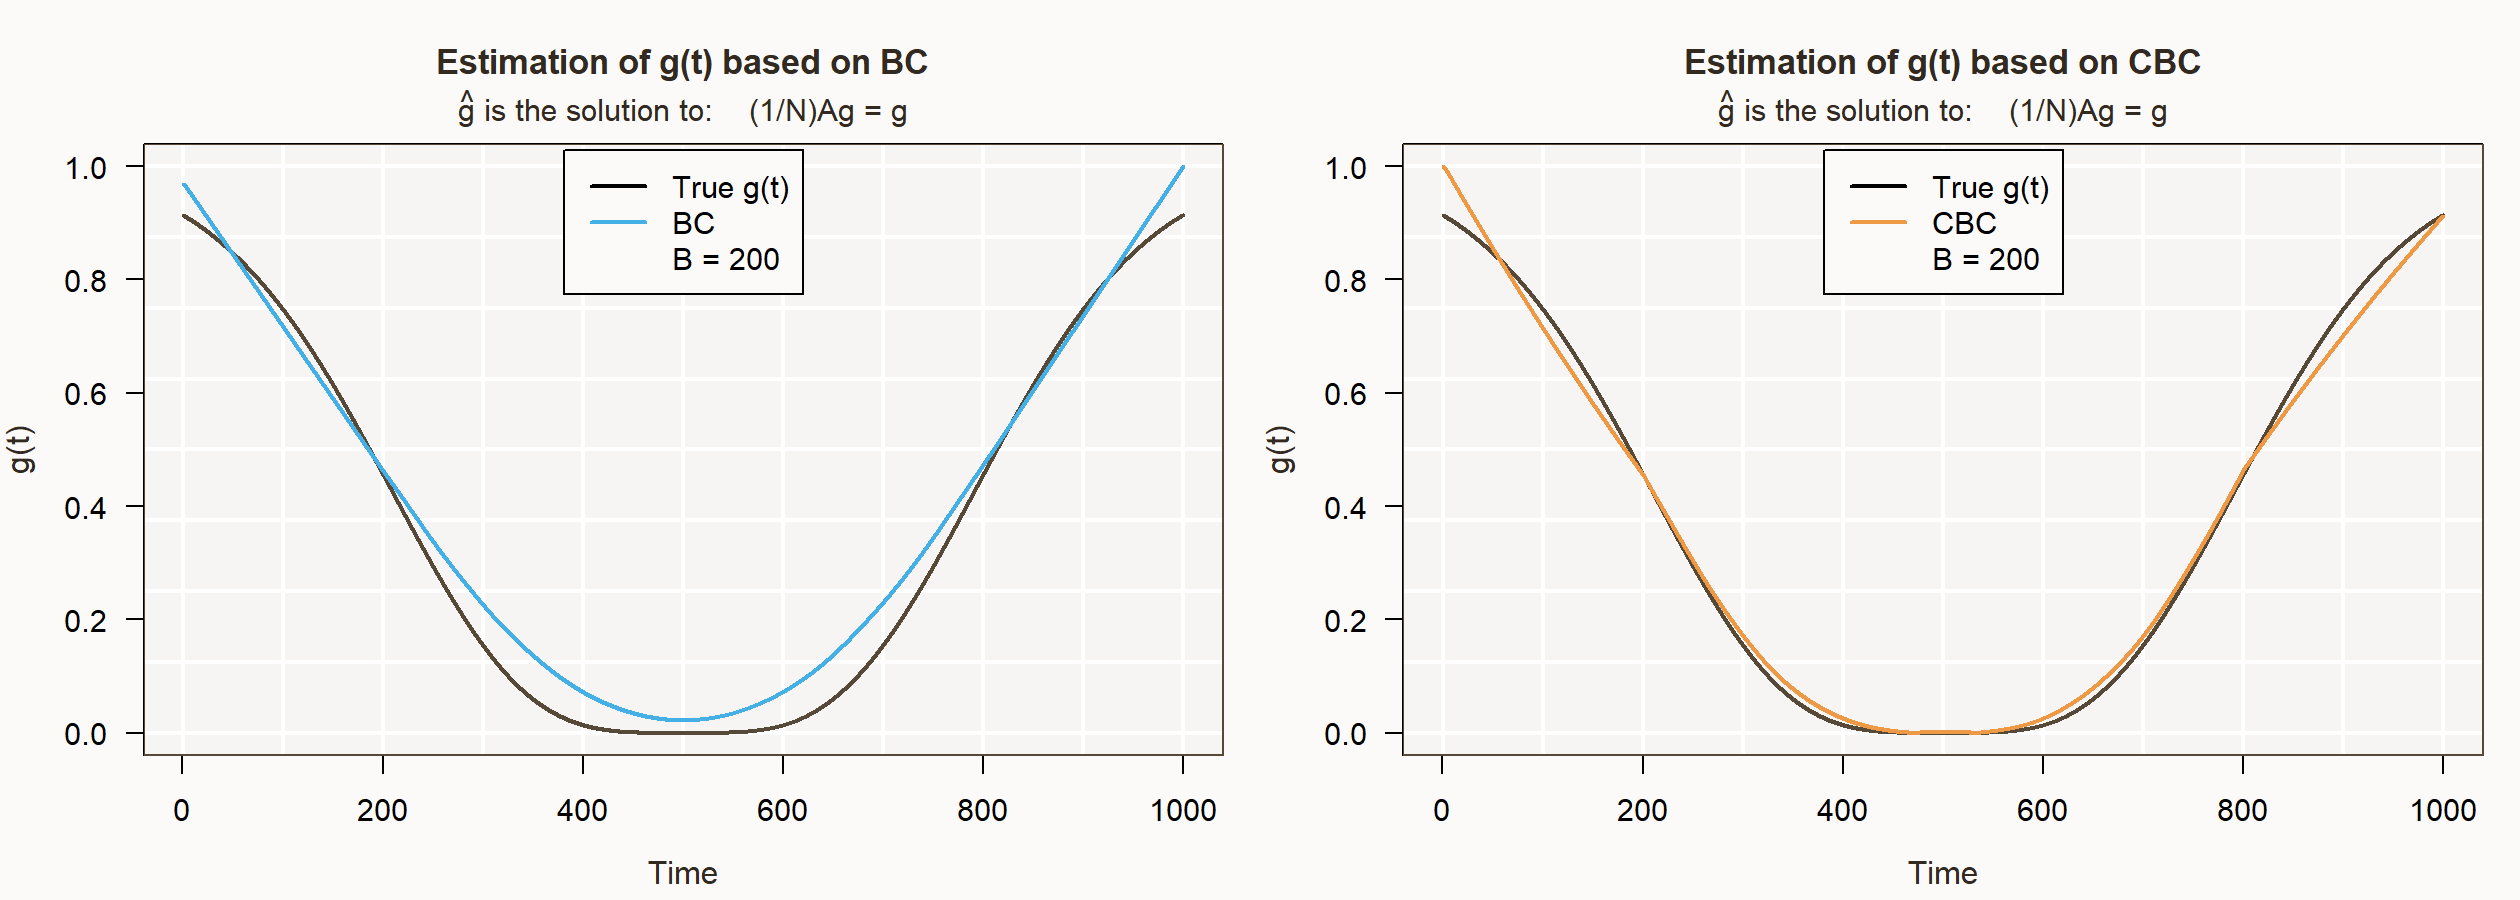 Estimation of g(t) based on BC
ĝ is the solution to: (1/N)Ag = g
True g(t)
BC
B = 200
g(t)
1.0
0.8
0.6
0.4
0.2
0.0
0 200 400 600 800 1000
Time
Estimation of g(t) based on CBC
ĝ is the solution to: (1/N)Ag = g
True g(t)
CBC
B = 200
g(t)
1.0
0.8
0.6
0.4
0.2
0.0
0 200 400 600 800 1000
Time